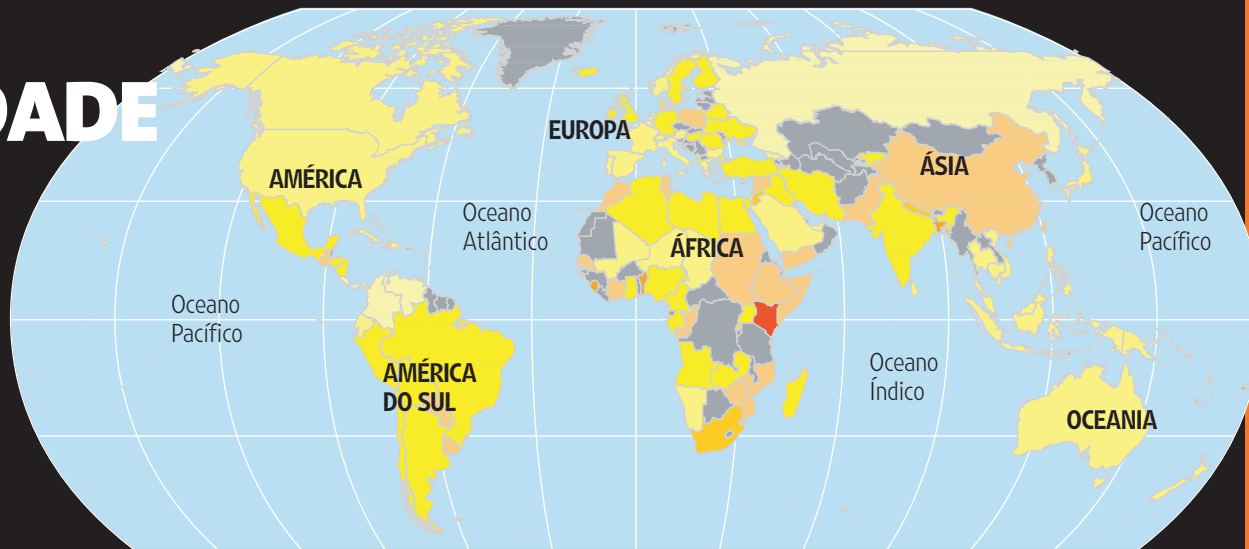 DADE
EUROPA
AMÉRICA
ÁSIA
Oceano
Atlântico
ÁFRICA
Oceano
Pacífico
Oceano
Pacífico
AMÉRICA
DO SUL
Oceano
Índico
OCEANIA